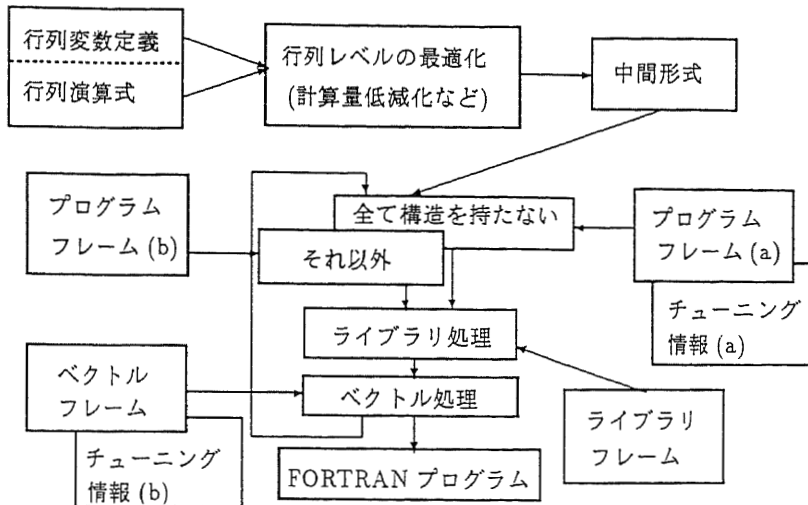 行列変数定義
行列演算式
行列レベルの最適化
(計算量低減化など)
中間形式
プログラム
フレーム (b)
全て構造を持たない
それ以外
プログラム
フレーム (a)
チューニング
情報 (a)
ライブラリ処理
ベクトル
フレーム
ベクトル処理
チューニング
情報 (b)
ライブラリ
フレーム
FORTRAN プログラム